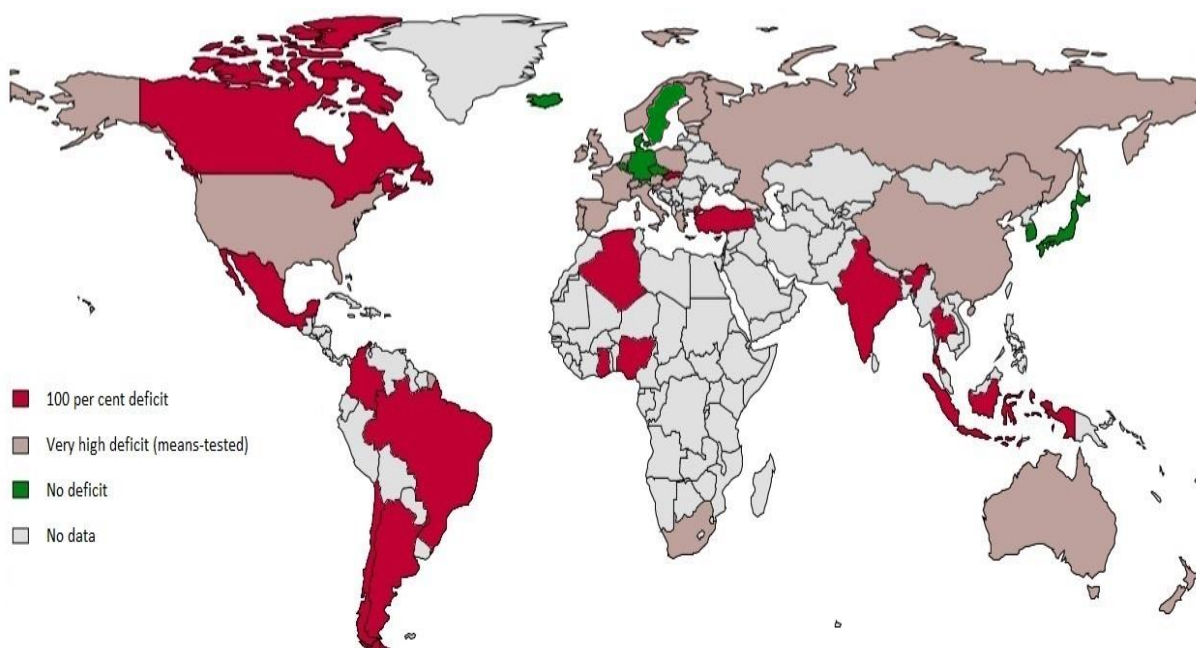 100 per cent deficit
Very high deficit (means-tested)
No deficit
No data